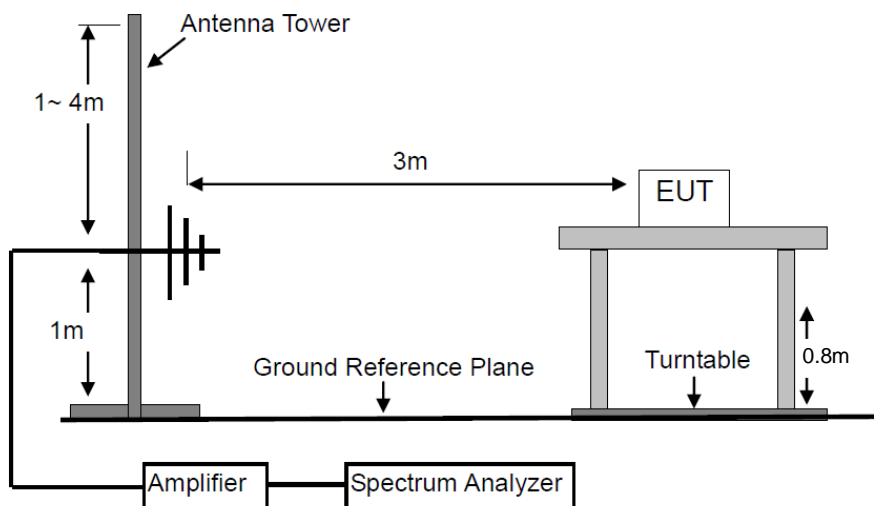 Antenna Tower
1~ 4m
3m
EUT
1m
Ground Reference Plane
Turntable
0.8m
Amplifier
Spectrum Analyzer